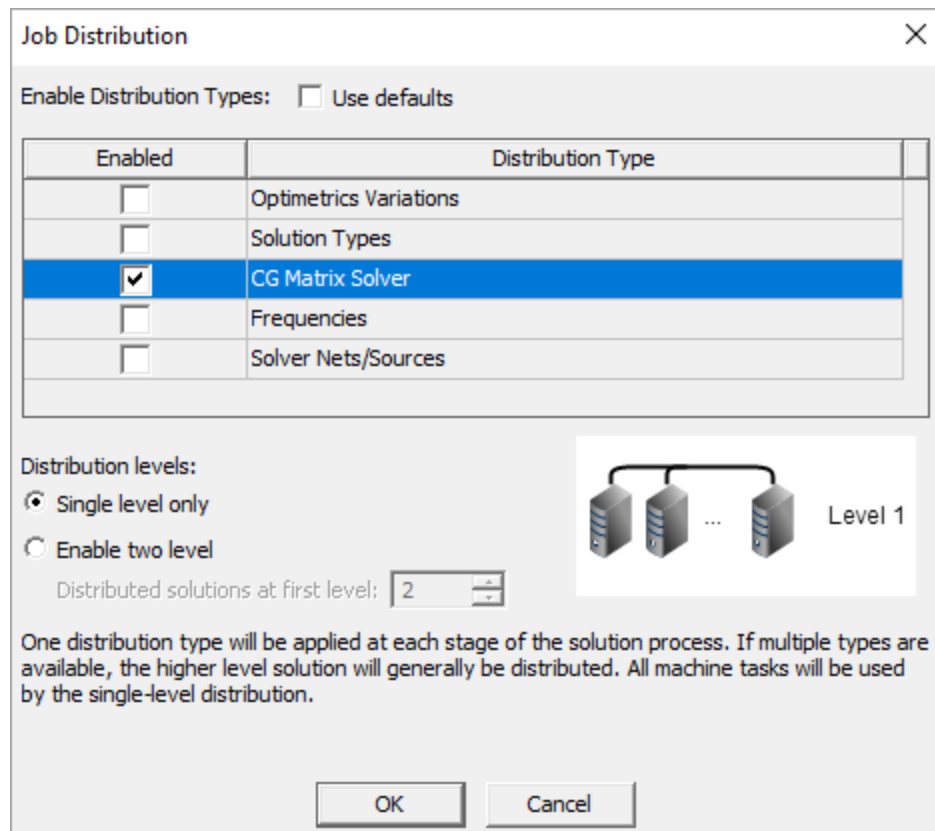 Job Distribution
Enable Distribution Types: Use defaults
Enabled Distribution Type
Optimetrics Variations
Solution Types
CG Matrix Solver
Frequencies
Solver Nets/Sources
Distribution levels:
Single level only
... Level 1
Enable two level
Distributed solutions at first level: 2
One distribution type will be applied at each stage of the solution process. If multiple types are
available, the higher level solution will generally be distributed. All machine tasks will be used
by the single-level distribution.
OK Cancel